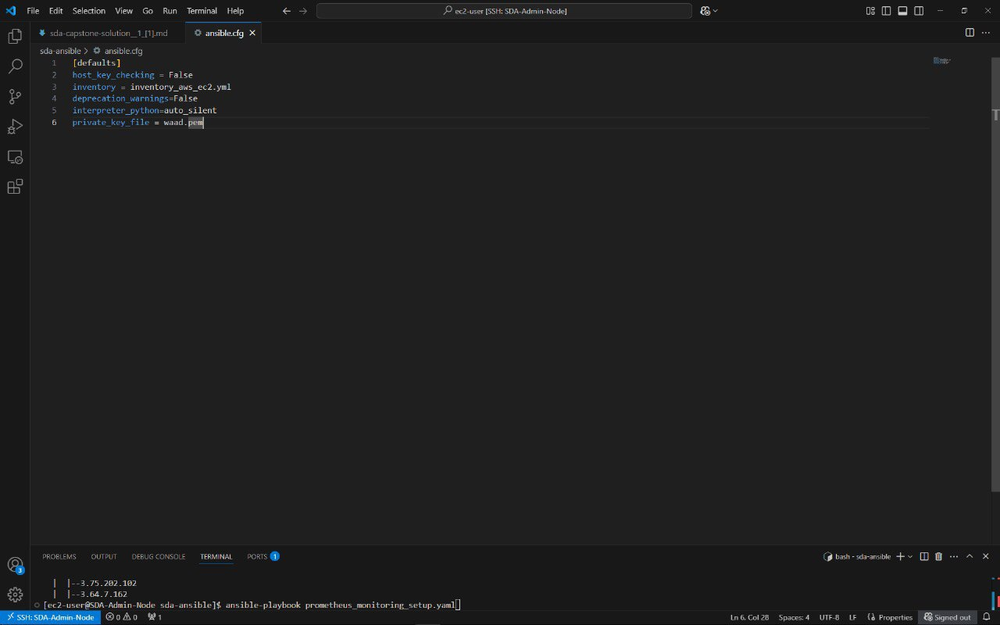 File Edit Selection View Go Run Terminal Help
ec2-user [SSH: SDA-Admin-Node]
sda-capstone-solution__1_[1].md
ansible.cfg
sda-ansible > ansible.cfg
1 [defaults]
2 host_key_checking = False
3 inventory = inventory_aws_ec2.yml
4 deprecation_warnings=False
5 interpreter_python=auto_silent
6 private_key_file = waad.pem
PROBLEMS OUTPUT DEBUG CONSOLE TERMINAL PORTS 1
bash - sda-ansible
| |--3.75.202.102
| |--3.64.7.162
[ec2-user@SDA-Admin-Node sda-ansible]$ ansible-playbook prometheus_monitoring_setup.yaml
3
SSH: SDA-Admin-Node 0 0 1
Ln 6, Col 28 Spaces: 4 UTF-8 LF Properties Signed out